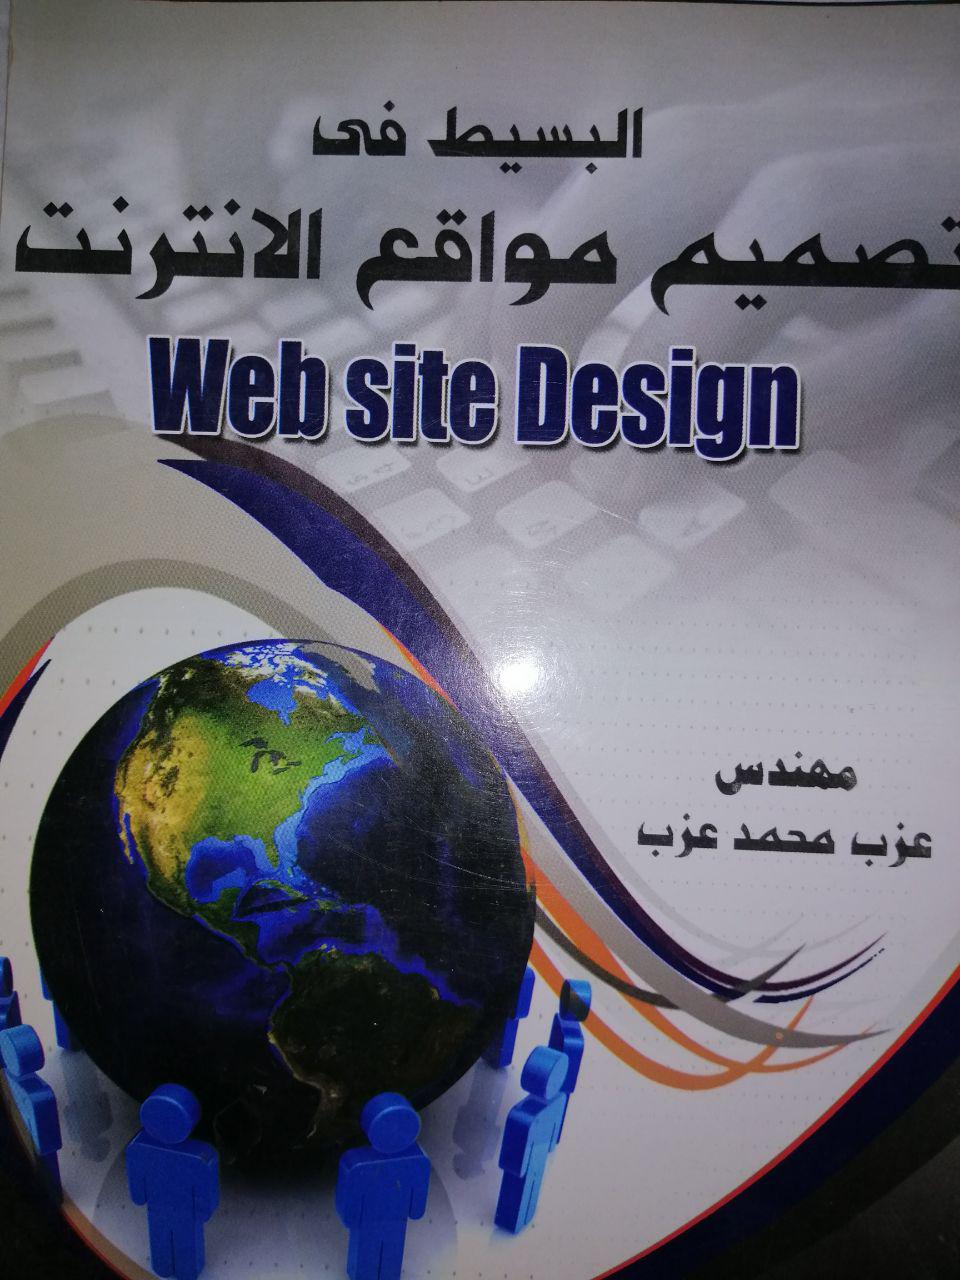 البسيط فى
تصميم مواقع الانترنت
Web site Design
مهندس
عزب محمد عزب